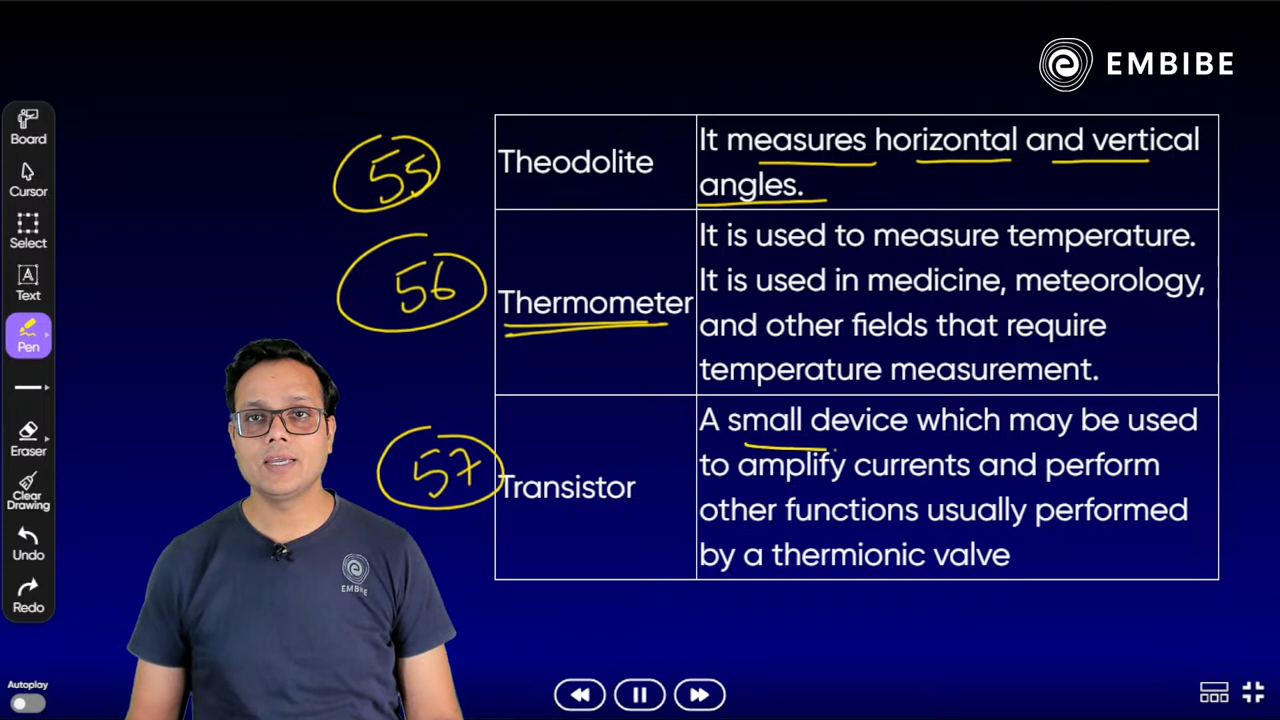 EMBIBE
Board
Cursor
Select
Text
Pen
Eraser
Clear
Drawing
Undo
Redo
Autoplay
55
Theodolite
It measures horizontal and vertical
angles.
56
Thermometer
It is used to measure temperature.
It is used in medicine, meteorology,
and other fields that require
temperature measurement.
57
Transistor
A small device which may be used
to amplify currents and perform
other functions usually performed
by a thermionic valve
EMBIBE